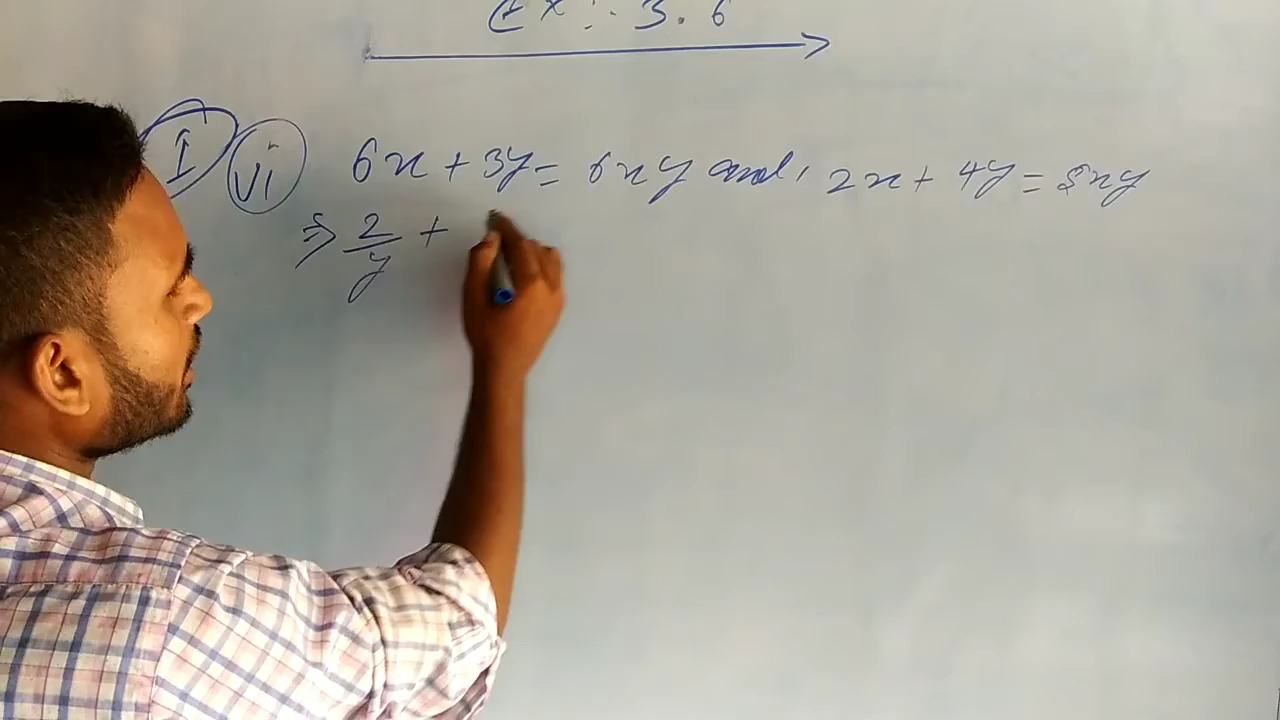 Ex:- 3.6
I vi 6x + 3y = 6xy and, 2x + 4y = 5xy
⇒ 2/y +